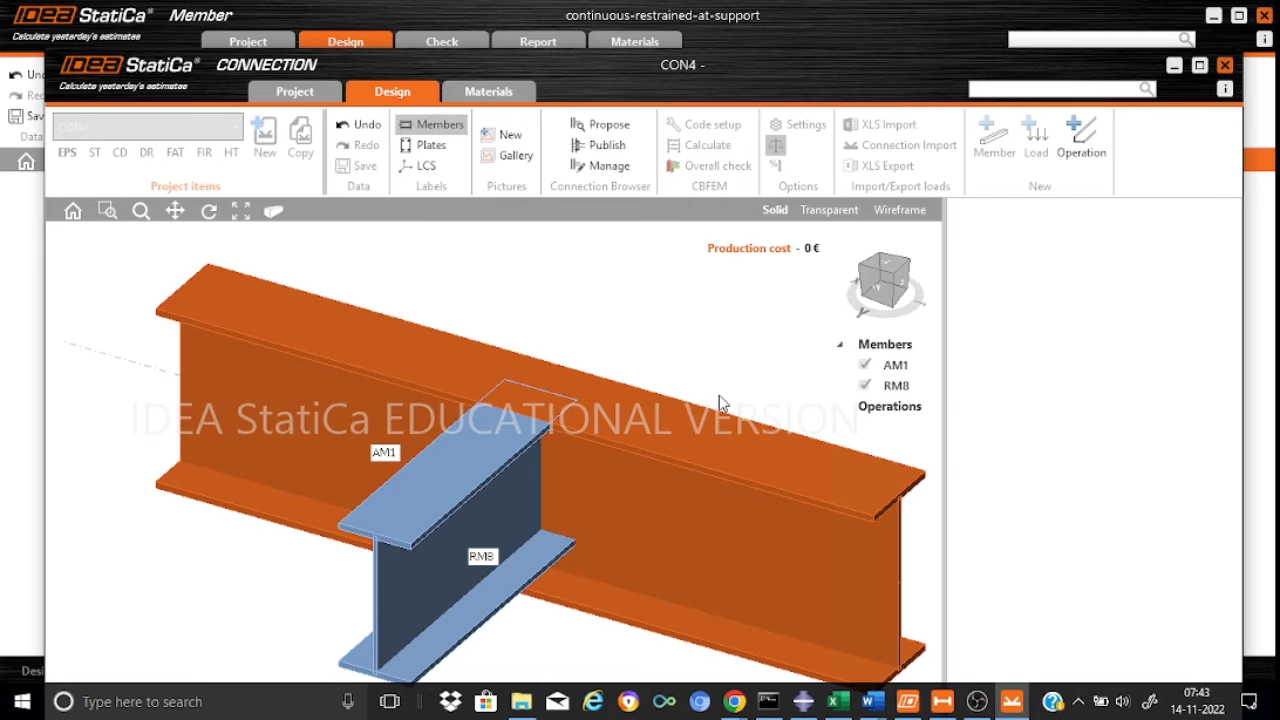 IDEA StatiCa® Member
Calculate yesterday's estimates
continuous-restrained-at-support
Project Design Check Report Materials
IDEA StatiCa® CONNECTION
Calculate yesterday's estimates
CON4 -
Project Design Materials
Undo
Save
EPS ST CD DR FAT FIR HT
New
Copy
Project items
Undo
Redo
Save
Data
Members
Plates
LCS
Labels
New
Gallery
Pictures
Propose
Publish
Manage
Connection Browser
Code setup
Calculate
Overall check
CBFEM
Settings
Options
XLS Import
Connection Import
XLS Export
Import/Export loads
Member
Load
Operation
New
Solid Transparent Wireframe
Production cost - 0 €
Members
AM1
RM8
Operations
IDEA StatiCa EDUCATIONAL VERSION
AM1
RM8
Type here to search
07:43
14-11-2022